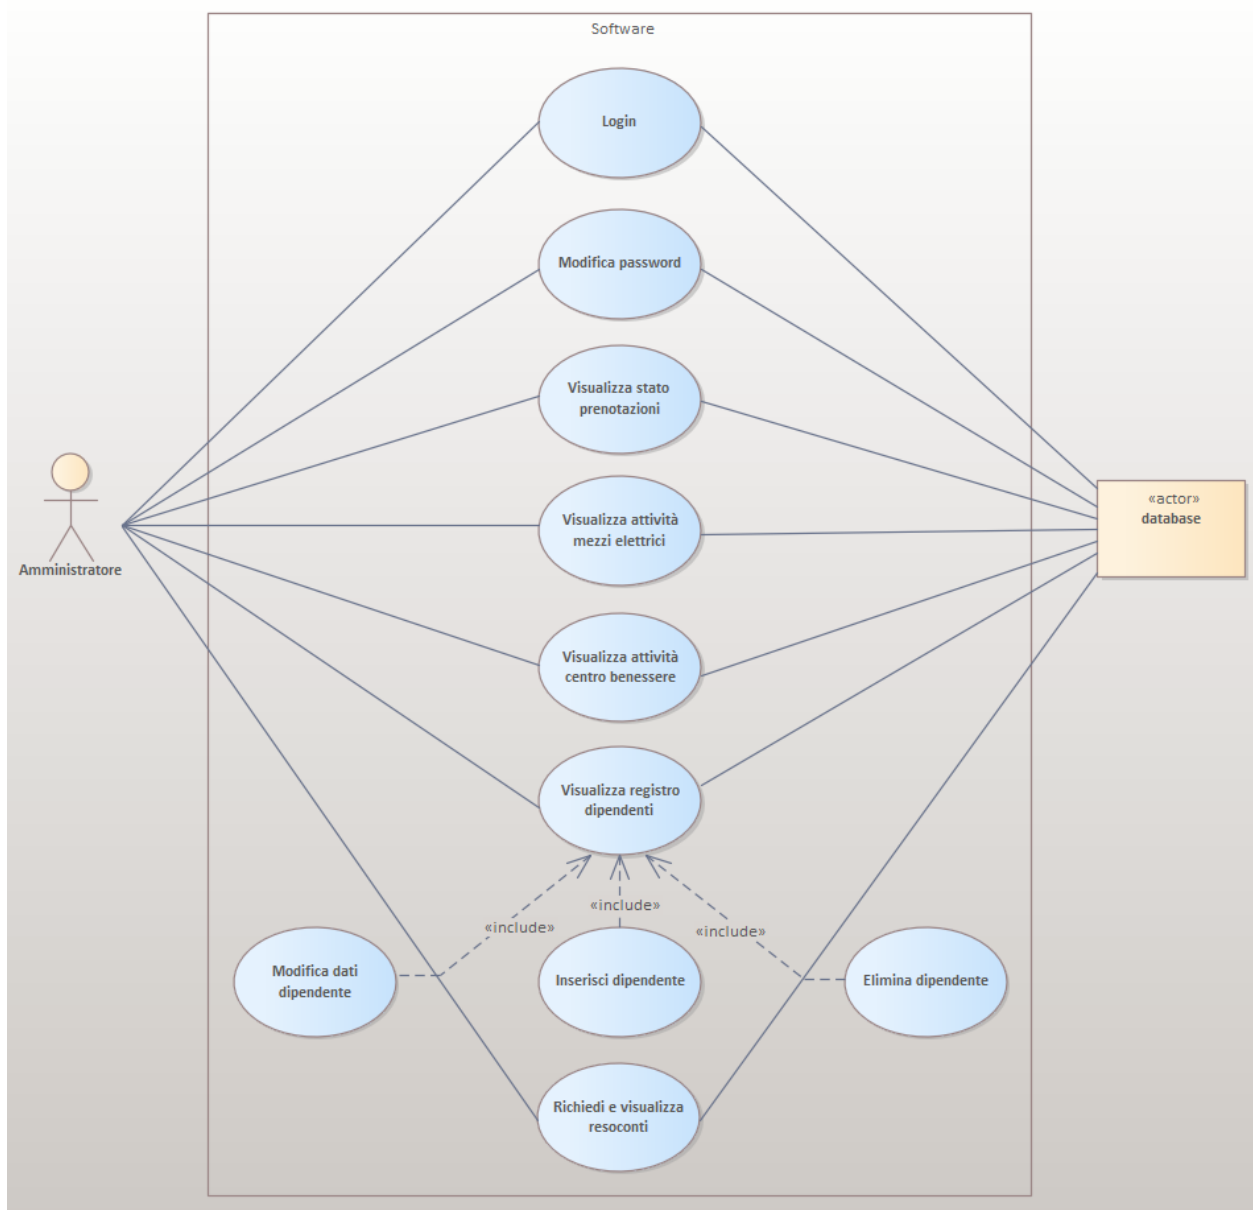 Software
Login
Modifica password
Visualizza stato
prenotazioni
Visualizza attività
mezzi elettrici
«actor»
database
Amministratore
Visualizza attività
centro benessere
Visualizza registro
dipendenti
«include»
«include»
«include»
Modifica dati
dipendente
Inserisci dipendente
Elimina dipendente
Richiedi e visualizza
resoconti